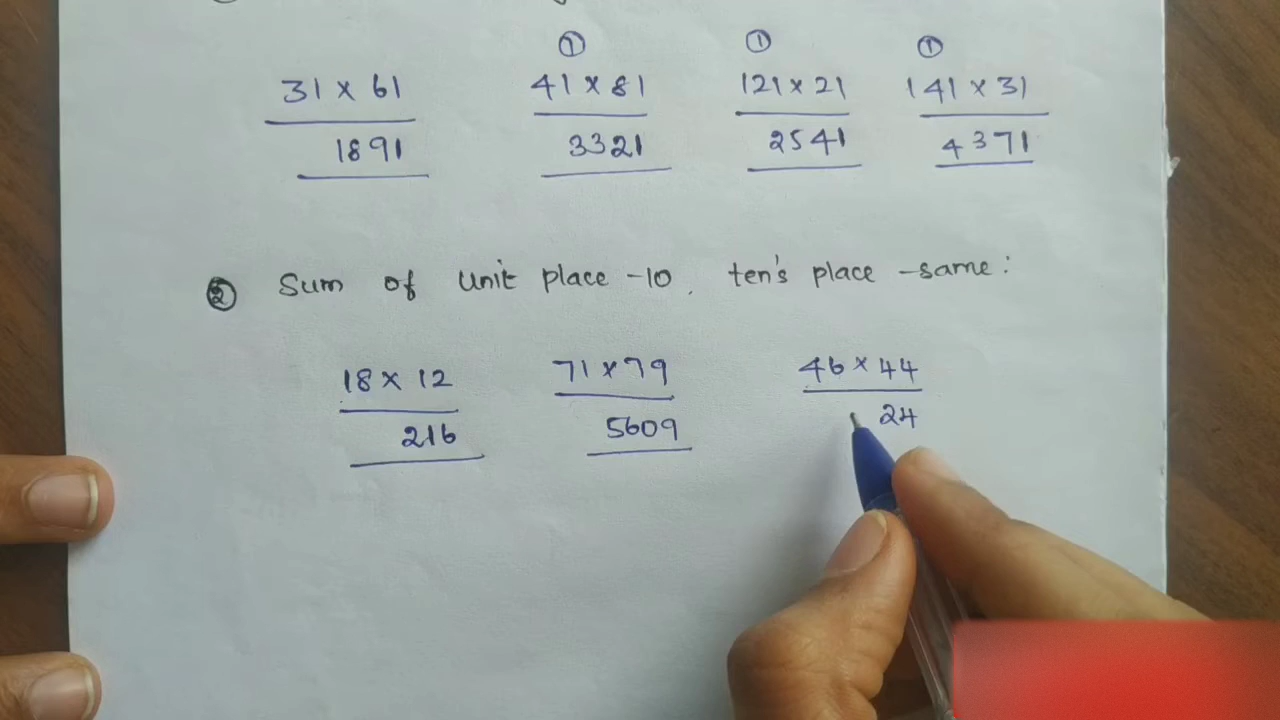 ① ① ①
31 × 61 41 × 81 121 × 21 141 × 31
1891 3321 2541 4371
② Sum of unit place -10, ten's place -same:
18 × 12 71 × 79 46 × 44
216 5609 24